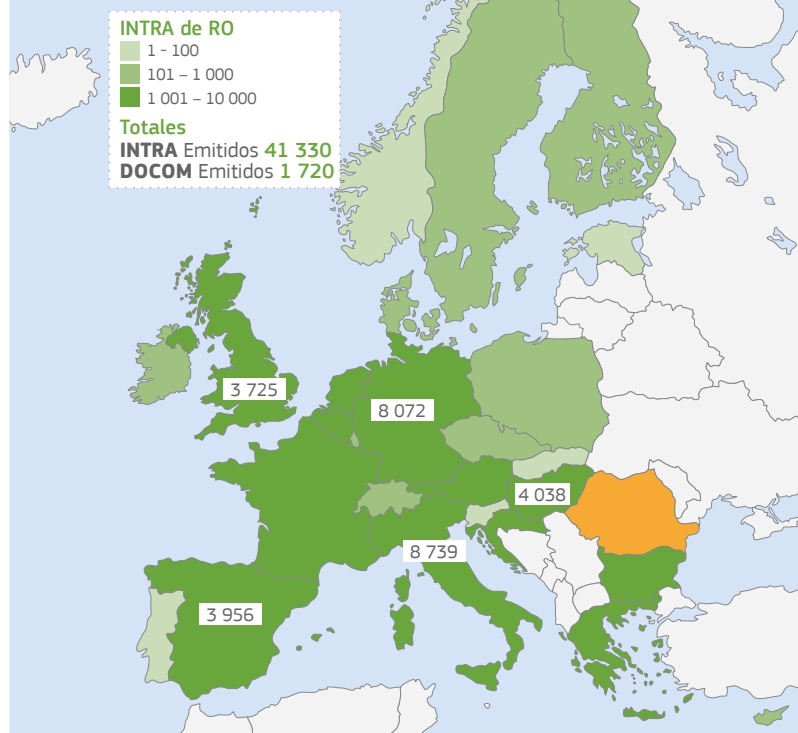 INTRA de RO
1 - 100
101 – 1 000
1 001 – 10 000
Totales
INTRA Emitidos 41 330
DOCOM Emitidos 1 720
3 725
8 072
4 038
8 739
3 956